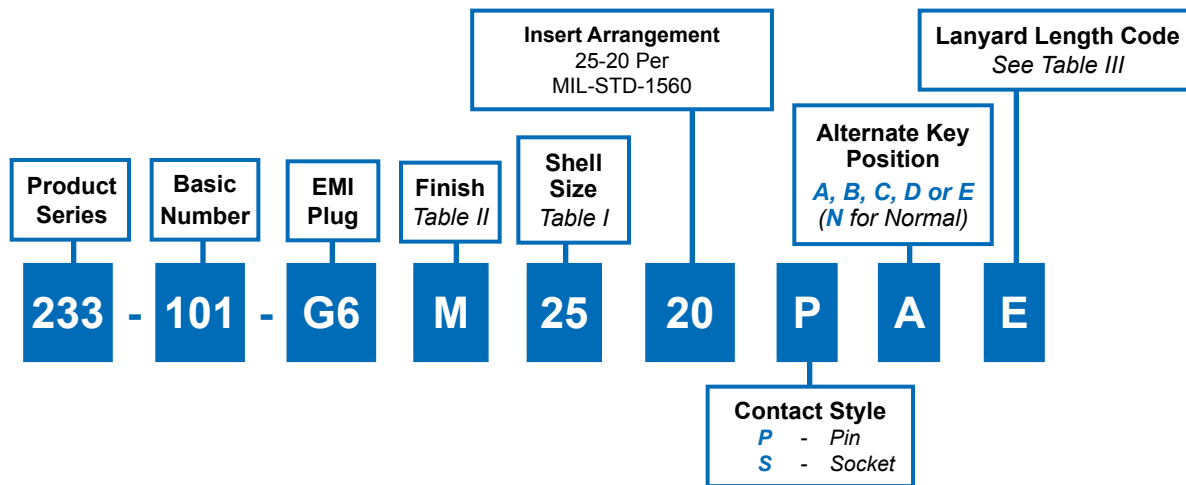 Insert Arrangement
25-20 Per
MIL-STD-1560
Lanyard Length Code
See Table III
Alternate Key
Position
A, B, C, D or E
(N for Normal)
Product
Series
Basic
Number
EMI
Plug
Finish
Table II
Shell
Size
Table I
233 - 101 - G6 M 25 20 P A E
Contact Style
P - Pin
S - Socket